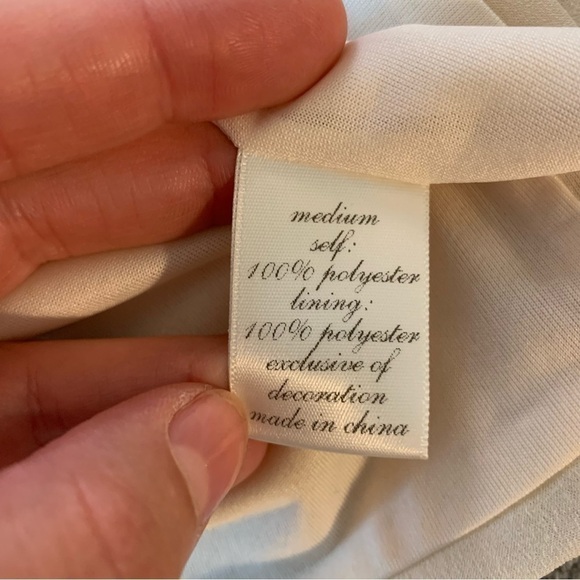 medium
self:
100% polyester
lining:
100% polyester
exclusive of
decoration
made in china